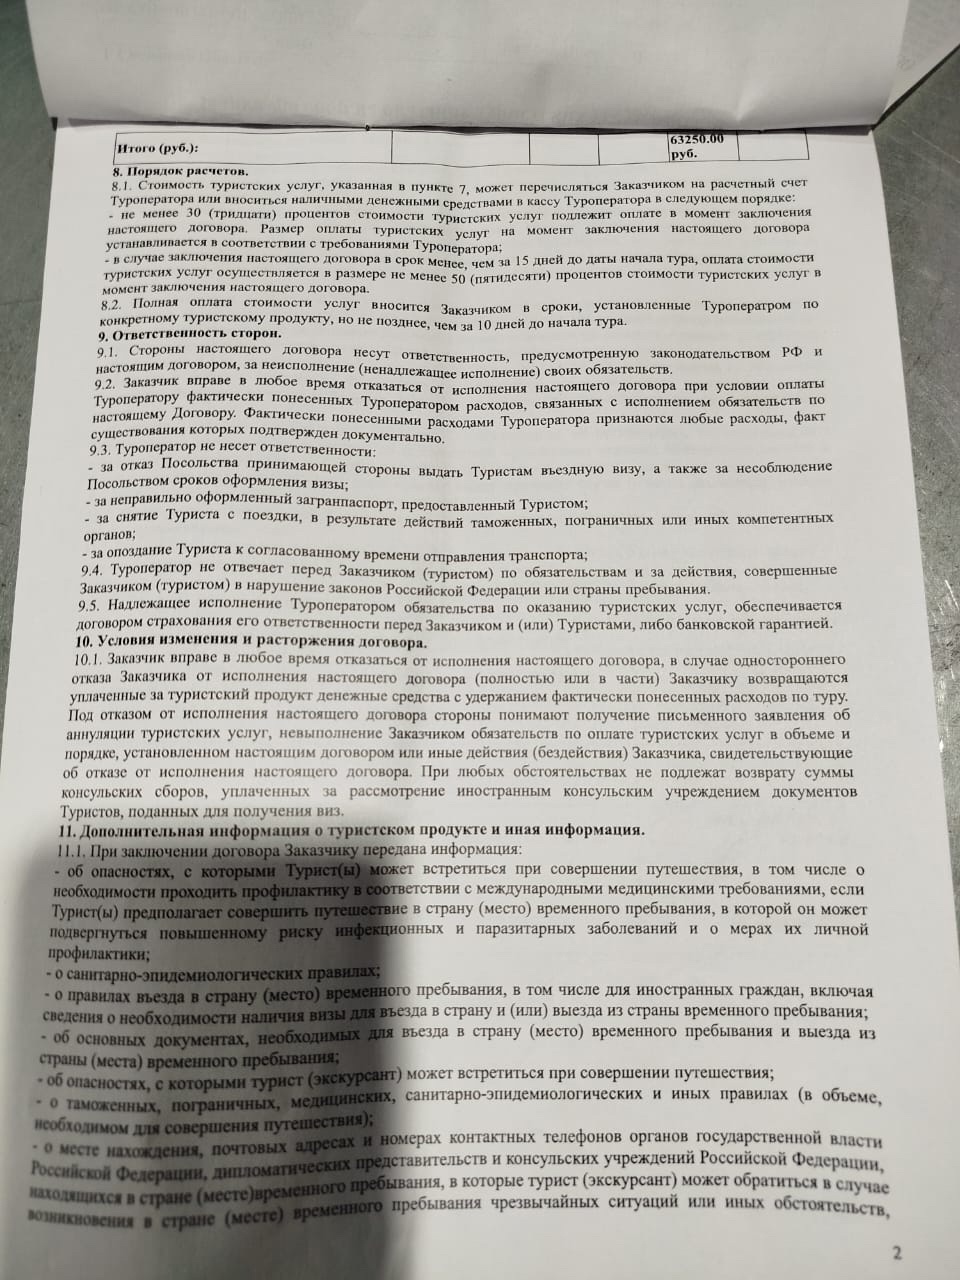 Итого (руб.): 63250.00
руб.
8. Порядок расчетов.
8.1. Стоимость туристских услуг, указанная в пункте 7, может перечисляться Заказчиком на расчетный счет
Туроператора или вноситься наличными денежными средствами в кассу Туроператора в следующем порядке:
- не менее 30 (тридцати) процентов стоимости туристских услуг подлежит оплате в момент заключения
настоящего договора. Размер оплаты туристских услуг на момент заключения настоящего договора
устанавливается в соответствии с требованиями Туроператора;
- в случае заключения настоящего договора в срок менее, чем за 15 дней до даты начала тура, оплата стоимости
туристских услуг осуществляется в размере не менее 50 (пятидесяти) процентов стоимости туристских услуг в
момент заключения настоящего договора.
8.2. Полная оплата стоимости услуг вносится Заказчиком в сроки, установленные Туроператром по
конкретному туристскому продукту, но не позднее, чем за 10 дней до начала тура.
9. Ответственность сторон.
9.1. Стороны настоящего договора несут ответственность, предусмотренную законодательством РФ и
настоящим договором, за неисполнение (ненадлежащее исполнение) своих обязательств.
9.2. Заказчик вправе в любое время отказаться от исполнения настоящего договора при условии оплаты
Туроператору фактически понесенных Туроператором расходов, связанных с исполнением обязательств по
настоящему Договору. Фактически понесенными расходами Туроператора признаются любые расходы, факт
существования которых подтвержден документально.
9.3. Туроператор не несет ответственности:
- за отказ Посольства принимающей стороны выдать Туристам въездную визу, а также за несоблюдение
Посольством сроков оформления визы;
- за неправильно оформленный загранпаспорт, предоставленный Туристом;
- за снятие Туриста с поездки, в результате действий таможенных, пограничных или иных компетентных
органов;
- за опоздание Туриста к согласованному времени отправления транспорта;
9.4. Туроператор не отвечает перед Заказчиком (туристом) по обязательствам и за действия, совершенные
Заказчиком (туристом) в нарушение законов Российской Федерации или страны пребывания.
9.5. Надлежащее исполнение Туроператором обязательства по оказанию туристских услуг, обеспечивается
договором страхования его ответственности перед Заказчиком и (или) Туристами, либо банковской гарантией.
10. Условия изменения и расторжения договора.
10.1. Заказчик вправе в любое время отказаться от исполнения настоящего договора, в случае одностороннего
отказа Заказчика от исполнения настоящего договора (полностью или в части) Заказчику возвращаются
уплаченные за туристский продукт денежные средства с удержанием фактически понесенных расходов по туру.
Под отказом от исполнения настоящего договора стороны понимают получение письменного заявления об
аннуляции туристских услуг, невыполнение Заказчиком обязательств по оплате туристских услуг в объеме и
порядке, установленном настоящим договором или иные действия (бездействия) Заказчика, свидетельствующие
об отказе от исполнения настоящего договора. При любых обстоятельствах не подлежат возврату суммы
консульских сборов, уплаченных за рассмотрение иностранным консульским учреждением документов
Туристов, поданных для получения виз.
11. Дополнительная информация о туристском продукте и иная информация.
11.1. При заключении договора Заказчику передана информация:
- об опасностях, с которыми Турист(ы) может встретиться при совершении путешествия, в том числе о
необходимости проходить профилактику в соответствии с международными медицинскими требованиями, если
Турист(ы) предполагает совершить путешествие в страну (место) временного пребывания, в которой он может
подвергнуться повышенному риску инфекционных и паразитарных заболеваний и о мерах их личной
профилактики;
- о санитарно-эпидемиологических правилах;
- о правилах въезда в страну (место) временного пребывания, в том числе для иностранных граждан, включая
сведения о необходимости наличия визы для въезда в страну и (или) выезда из страны временного пребывания;
- об основных документах, необходимых для въезда в страну (место) временного пребывания и выезда из
страны (места) временного пребывания;
- об опасностях, с которыми турист (экскурсант) может встретиться при совершении путешествия;
- о таможенных, пограничных, медицинских, санитарно-эпидемиологических и иных правилах (в объеме,
необходимом для совершения путешествия);
- о месте нахождения, почтовых адресах и номерах контактных телефонов органов государственной власти
Российской Федерации, дипломатических представительств и консульских учреждений Российской Федерации,
находящихся в стране (месте)временного пребывания, в которые турист (экскурсант) может обратиться в случае
возникновения в стране (месте) временного пребывания чрезвычайных ситуаций или иных обстоятельств,
2